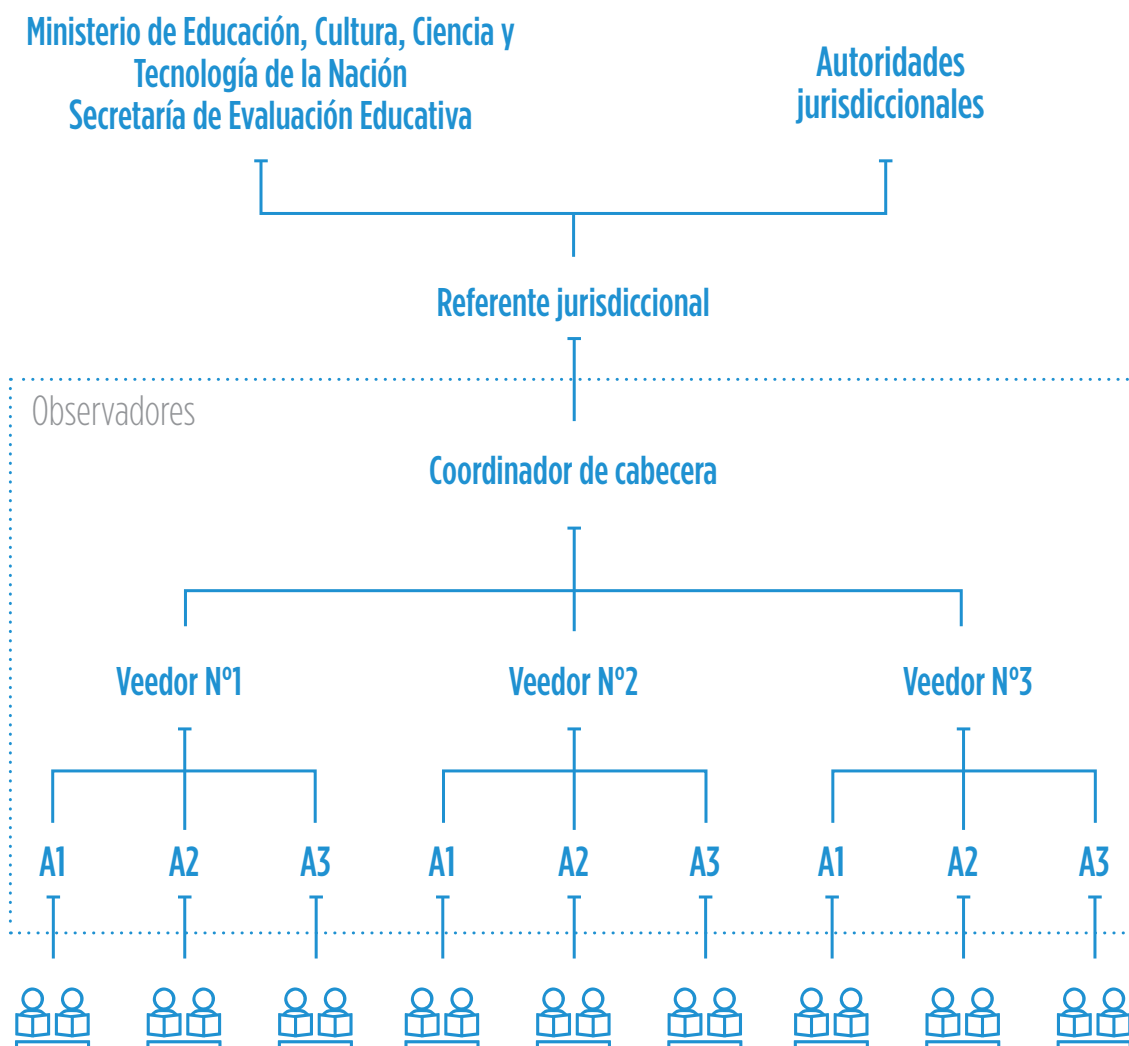 Ministerio de Educación, Cultura, Ciencia y
Tecnología de la Nación
Secretaría de Evaluación Educativa
Autoridades
jurisdiccionales
Referente jurisdiccional
Observadores
Coordinador de cabecera
Veedor Nº1
Veedor Nº2
Veedor Nº3
A1
A2
A3
A1
A2
A3
A1
A2
A3